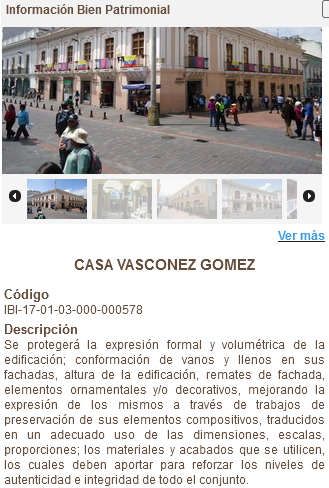 Información Bien Patrimonial
Ver más
CASA VASCONEZ GOMEZ
Código
IBI-17-01-03-000-000578
Descripción
Se protegerá la expresión formal y volumétrica de la
edificación; conformación de vanos y llenos en sus
fachadas, altura de la edificación, remates de fachada,
elementos ornamentales y/o decorativos, mejorando la
expresión de los mismos a través de trabajos de
preservación de sus elementos compositivos, traducidos
en un adecuado uso de las dimensiones, escalas,
proporciones; los materiales y acabados que se utilicen,
los cuales deben aportar para reforzar los niveles de
autenticidad e integridad de todo el conjunto.